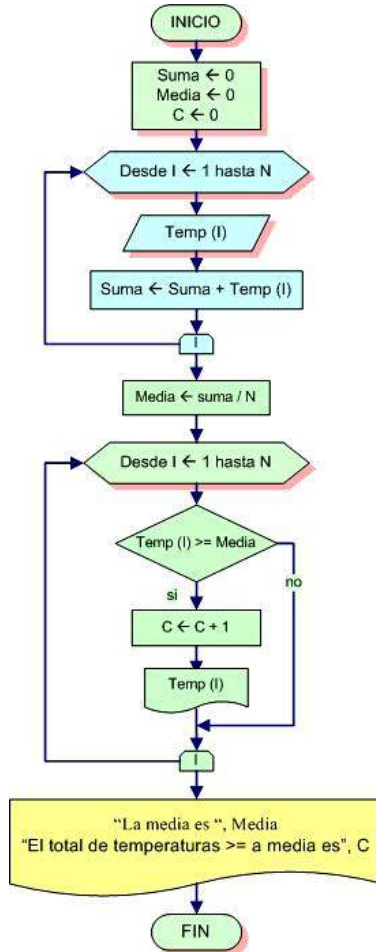 INICIO
Suma ← 0
Media ← 0
C ← 0
Desde I ← 1 hasta N
Temp (I)
Suma ← Suma + Temp (I)
I
Media ← suma / N
Desde I ← 1 hasta N
Temp (I) >= Media
no
si
C ← C + 1
Temp (I)
I
“La media es “, Media
“El total de temperaturas >= a media es”, C
FIN